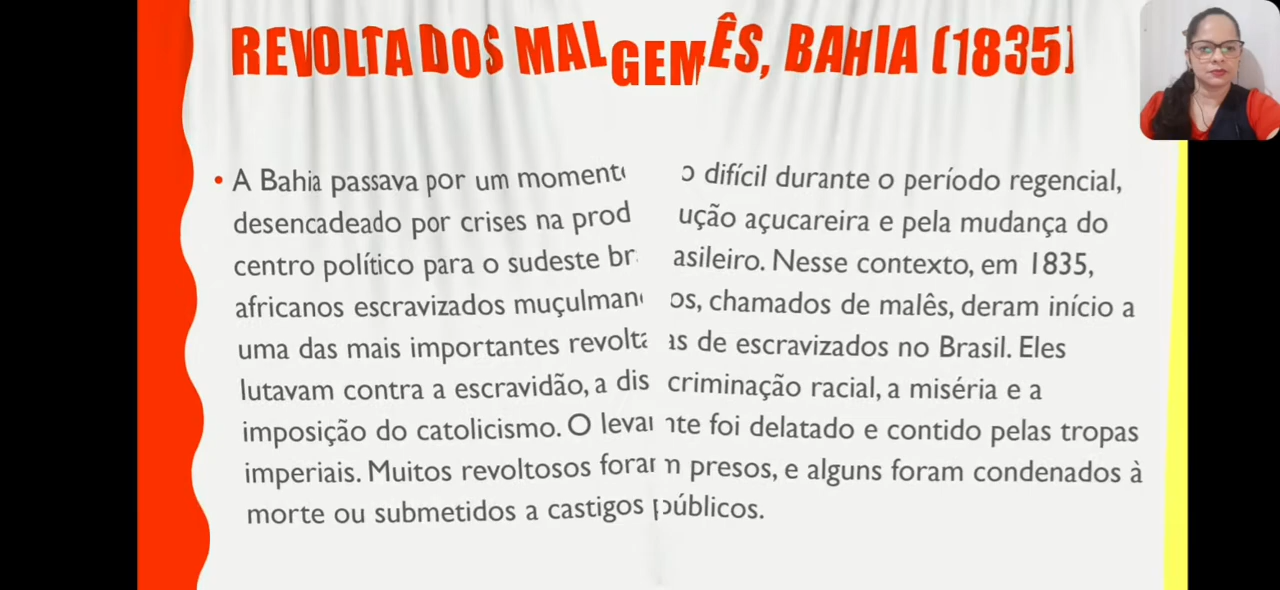 REVOLTA DOS MALGEMÊS, BAHIA (1835)
• A Bahia passava por um momento difícil durante o período regencial,
desencadeado por crises na produção açucareira e pela mudança do
centro político para o sudeste brasileiro. Nesse contexto, em 1835,
africanos escravizados muçulmanos, chamados de malês, deram início a
uma das mais importantes revoltas de escravizados no Brasil. Eles
lutavam contra a escravidão, a discriminação racial, a miséria e a
imposição do catolicismo. O levante foi delatado e contido pelas tropas
imperiais. Muitos revoltosos foram presos, e alguns foram condenados à
morte ou submetidos a castigos públicos.